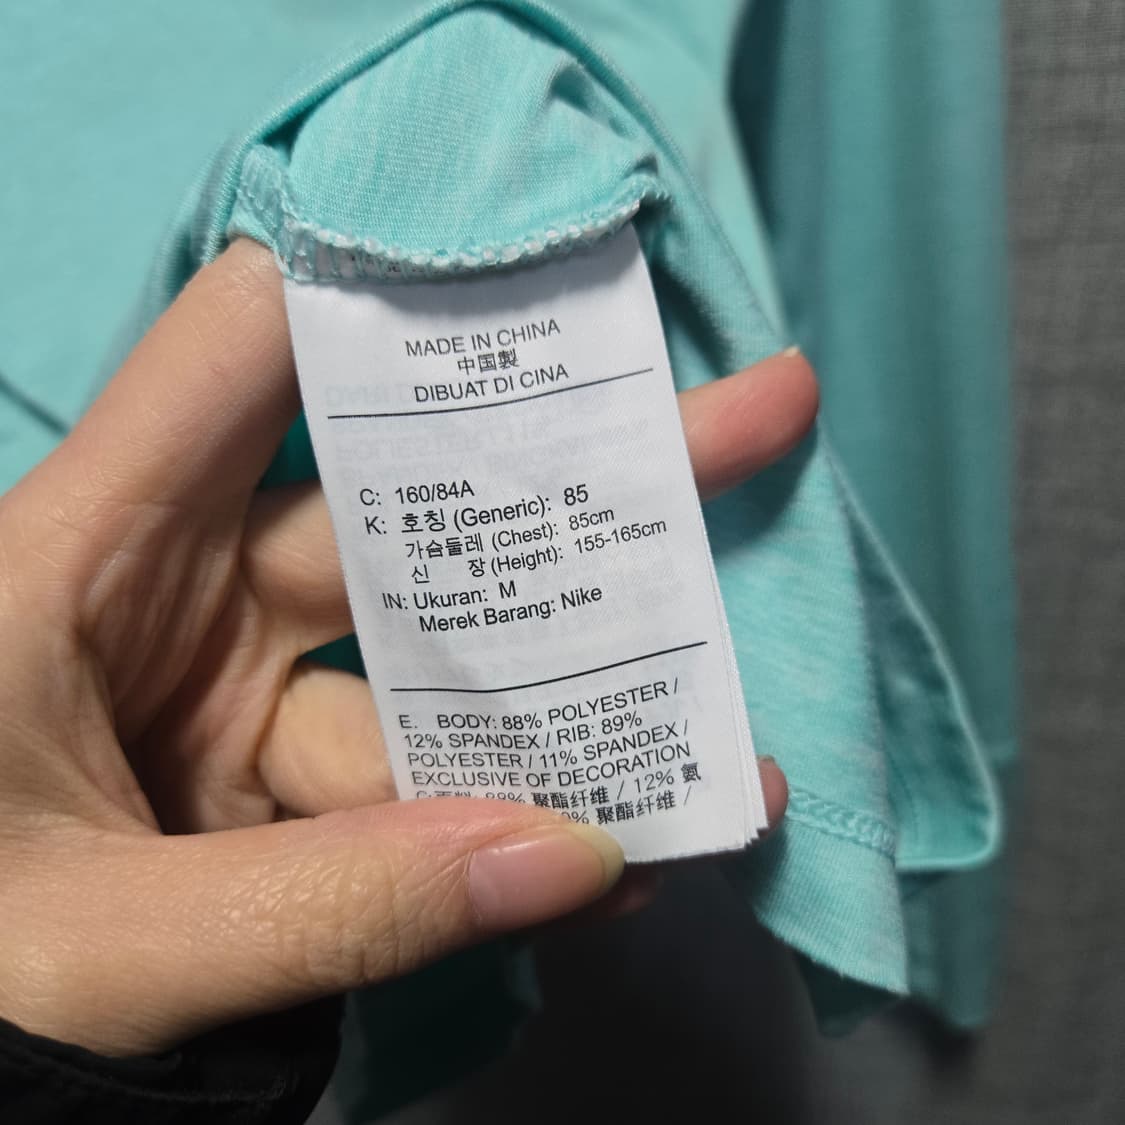 MADE IN CHINA
中国製
DIBUAT DI CINA
C: 160/84A
K: 호칭 (Generic): 85
가슴둘레 (Chest): 85cm
신 장 (Height): 155-165cm
IN: Ukuran: M
Merek Barang: Nike
E. BODY: 88% POLYESTER /
12% SPANDEX / RIB: 89%
POLYESTER / 11% SPANDEX /
EXCLUSIVE OF DECORATION
88% 聚酯纤维 / 12% 氨
聚酯纤维 /